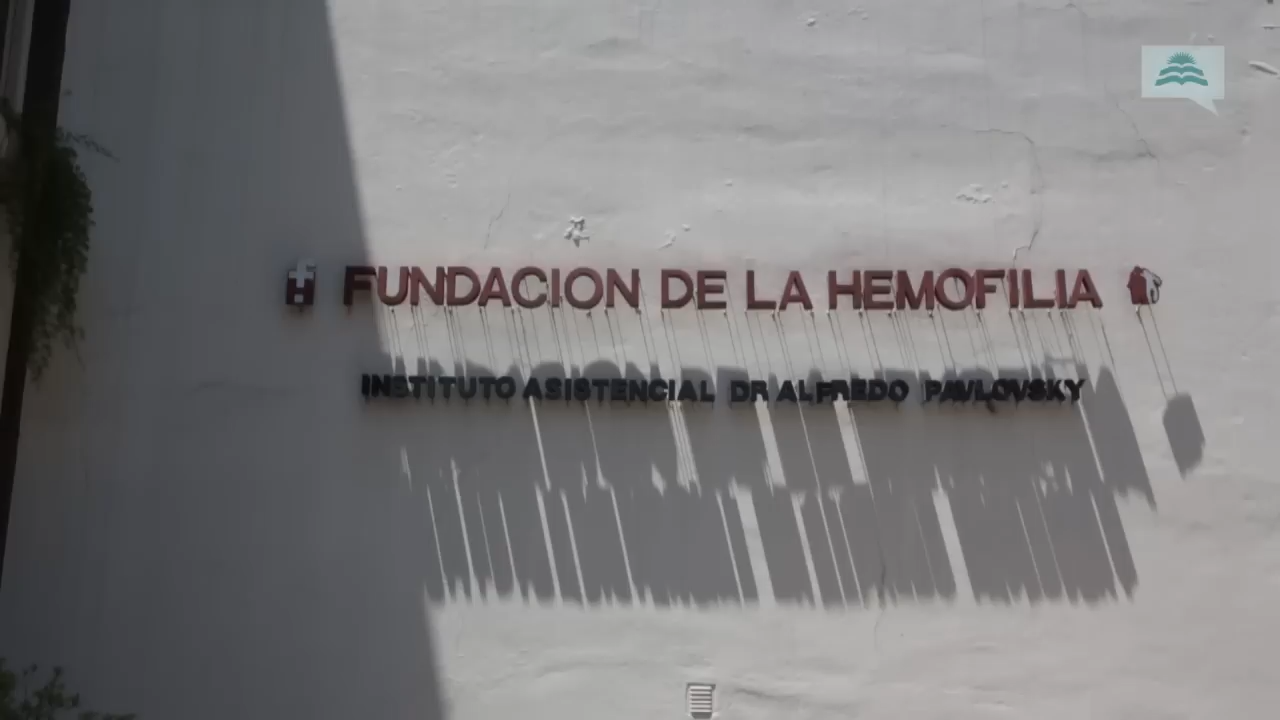 FUNDACION DE LA HEMOFILIA
INSTITUTO ASISTENCIAL DR ALFREDO PAVLOVSKY